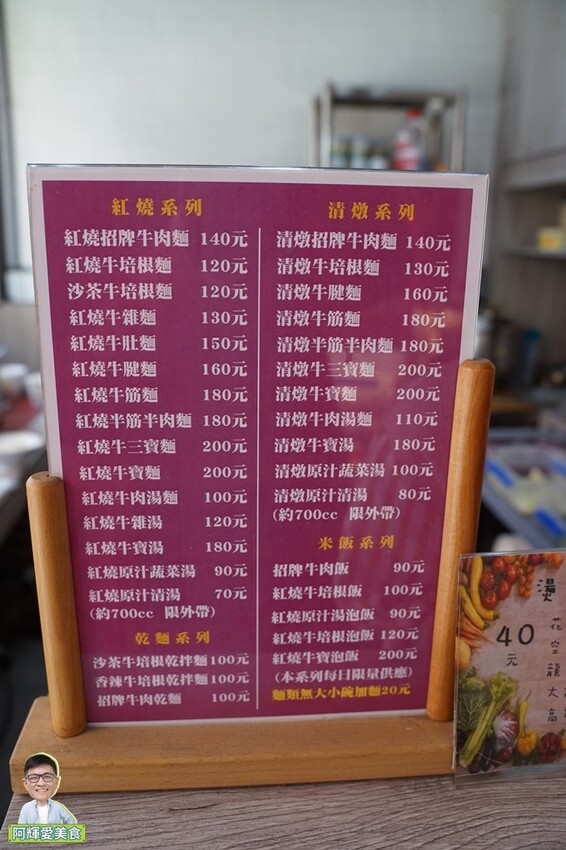 紅燒系列
紅燒招牌牛肉麵 140元
紅燒牛培根麵 120元
沙茶牛培根麵 120元
紅燒牛雜麵 130元
紅燒牛肚麵 150元
紅燒牛腱麵 160元
紅燒牛筋麵 180元
紅燒半筋半肉麵 180元
紅燒牛三寶麵 200元
紅燒牛寶麵 200元
紅燒牛肉湯麵 100元
紅燒牛雜湯 120元
紅燒牛寶湯 180元
紅燒原汁蔬菜湯 90元
紅燒原汁清湯 70元
(約700cc 限外帶)
乾麵系列
沙茶牛培根乾拌麵100元
香辣牛培根乾拌麵100元
招牌牛肉乾麵 100元
清燉系列
清燉招牌牛肉麵 140元
清燉牛培根麵 130元
清燉牛腱麵 160元
清燉牛筋麵 180元
清燉半筋半肉麵 180元
清燉牛三寶麵 200元
清燉牛寶麵 200元
清燉牛肉湯麵 110元
清燉牛寶湯 180元
清燉原汁蔬菜湯 100元
清燉原汁清湯 80元
(約700cc 限外帶)
米飯系列
招牌牛肉飯 90元
紅燒牛培根飯 100元
紅燒原汁湯泡飯 90元
紅燒牛培根泡飯 120元
紅燒牛寶泡飯 200元
(本系列每日限量供應)
麵類無大小碗加麵20元
燙
40
元
花
空
龍
大
高
阿輝愛美食